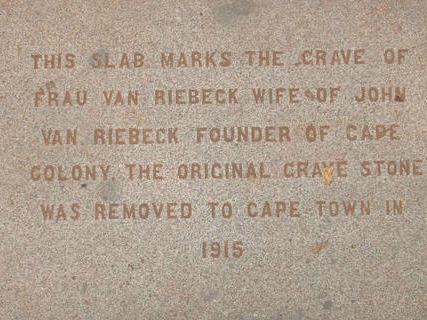 THIS SLAB MARKS THE GRAVE OF
FRAU VAN RIEBECK WIFE OF JOHN
VAN RIEBECK FOUNDER OF CAPE
COLONY. THE ORIGINAL GRAVE STONE
WAS REMOVED TO CAPE TOWN IN
1915